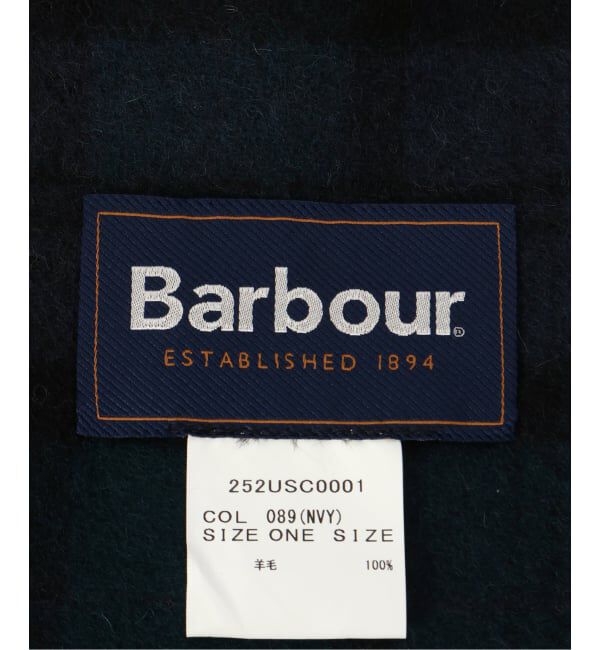 Barbour®
ESTABLISHED 1894
252USC0001
COL 089(NVY)
SIZE ONE SIZE
羊毛 100%